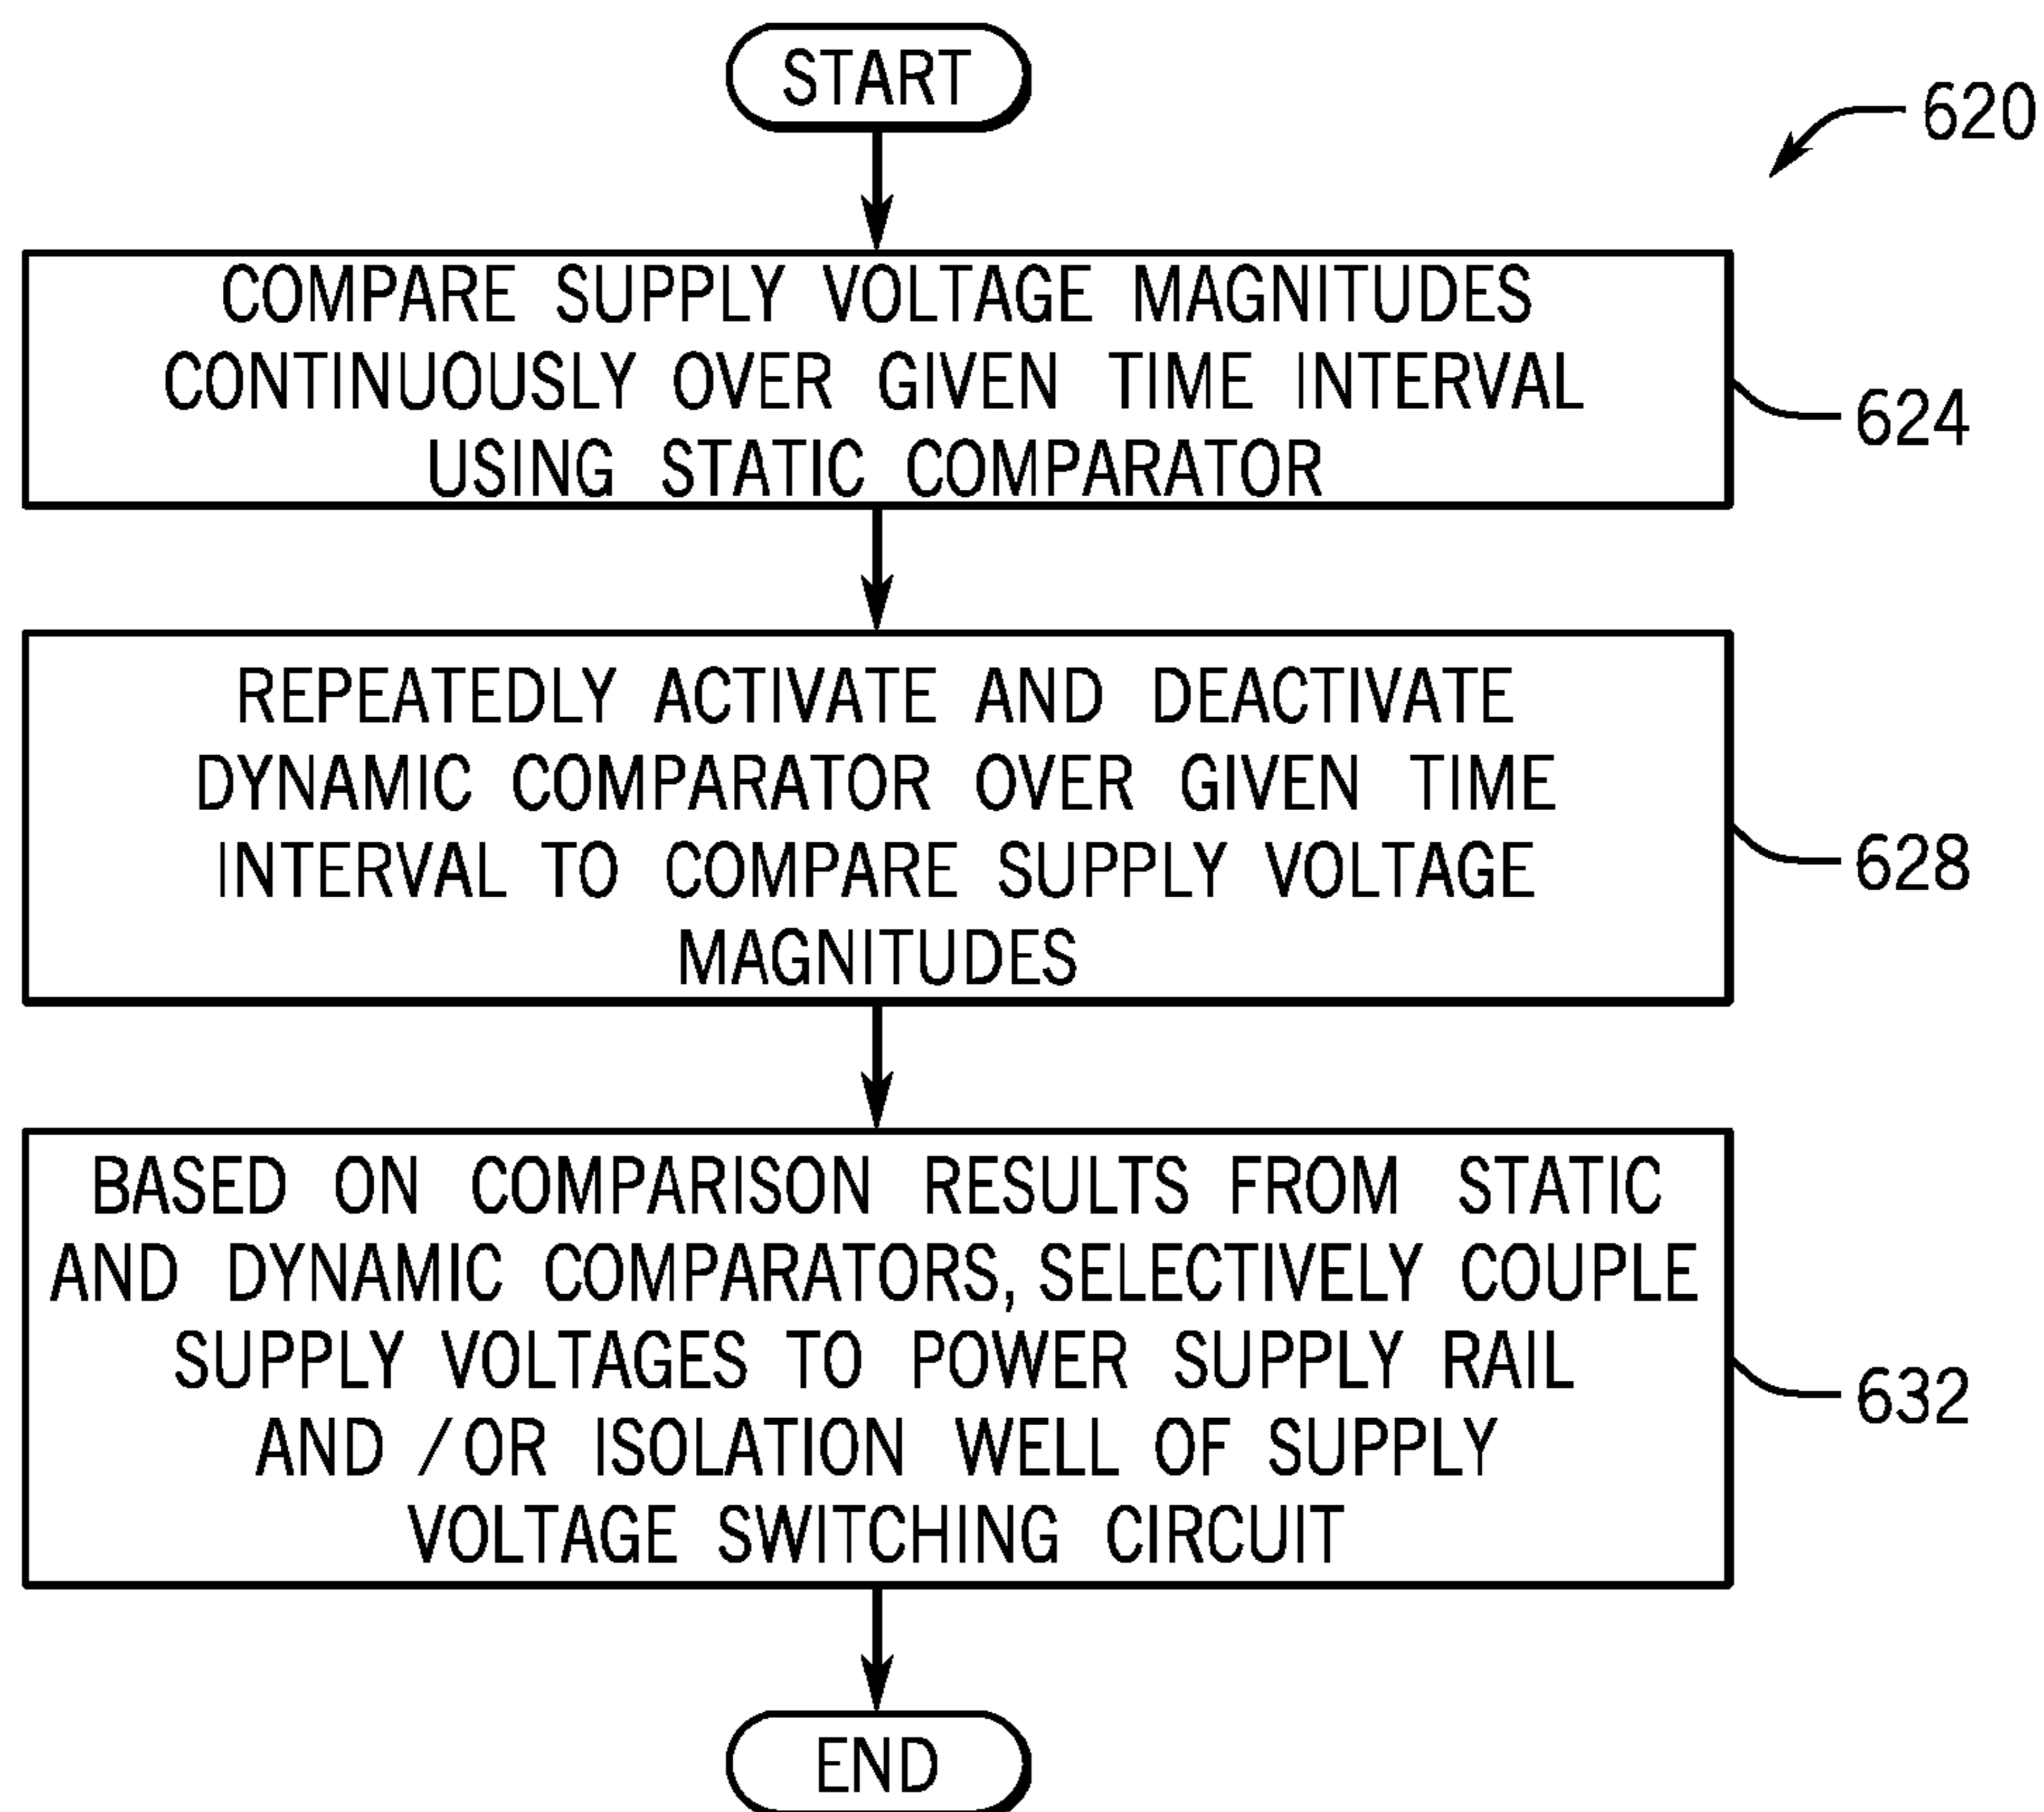 START
620
COMPARE SUPPLY VOLTAGE MAGNITUDES
CONTINUOUSLY OVER GIVEN TIME INTERVAL
USING STATIC COMPARATOR
624
REPEATEDLY ACTIVATE AND DEACTIVATE
DYNAMIC COMPARATOR OVER GIVEN TIME
INTERVAL TO COMPARE SUPPLY VOLTAGE
MAGNITUDES
628
BASED ON COMPARISON RESULTS FROM STATIC
AND DYNAMIC COMPARATORS, SELECTIVELY COUPLE
SUPPLY VOLTAGES TO POWER SUPPLY RAIL
AND /OR ISOLATION WELL OF SUPPLY
VOLTAGE SWITCHING CIRCUIT
632
END